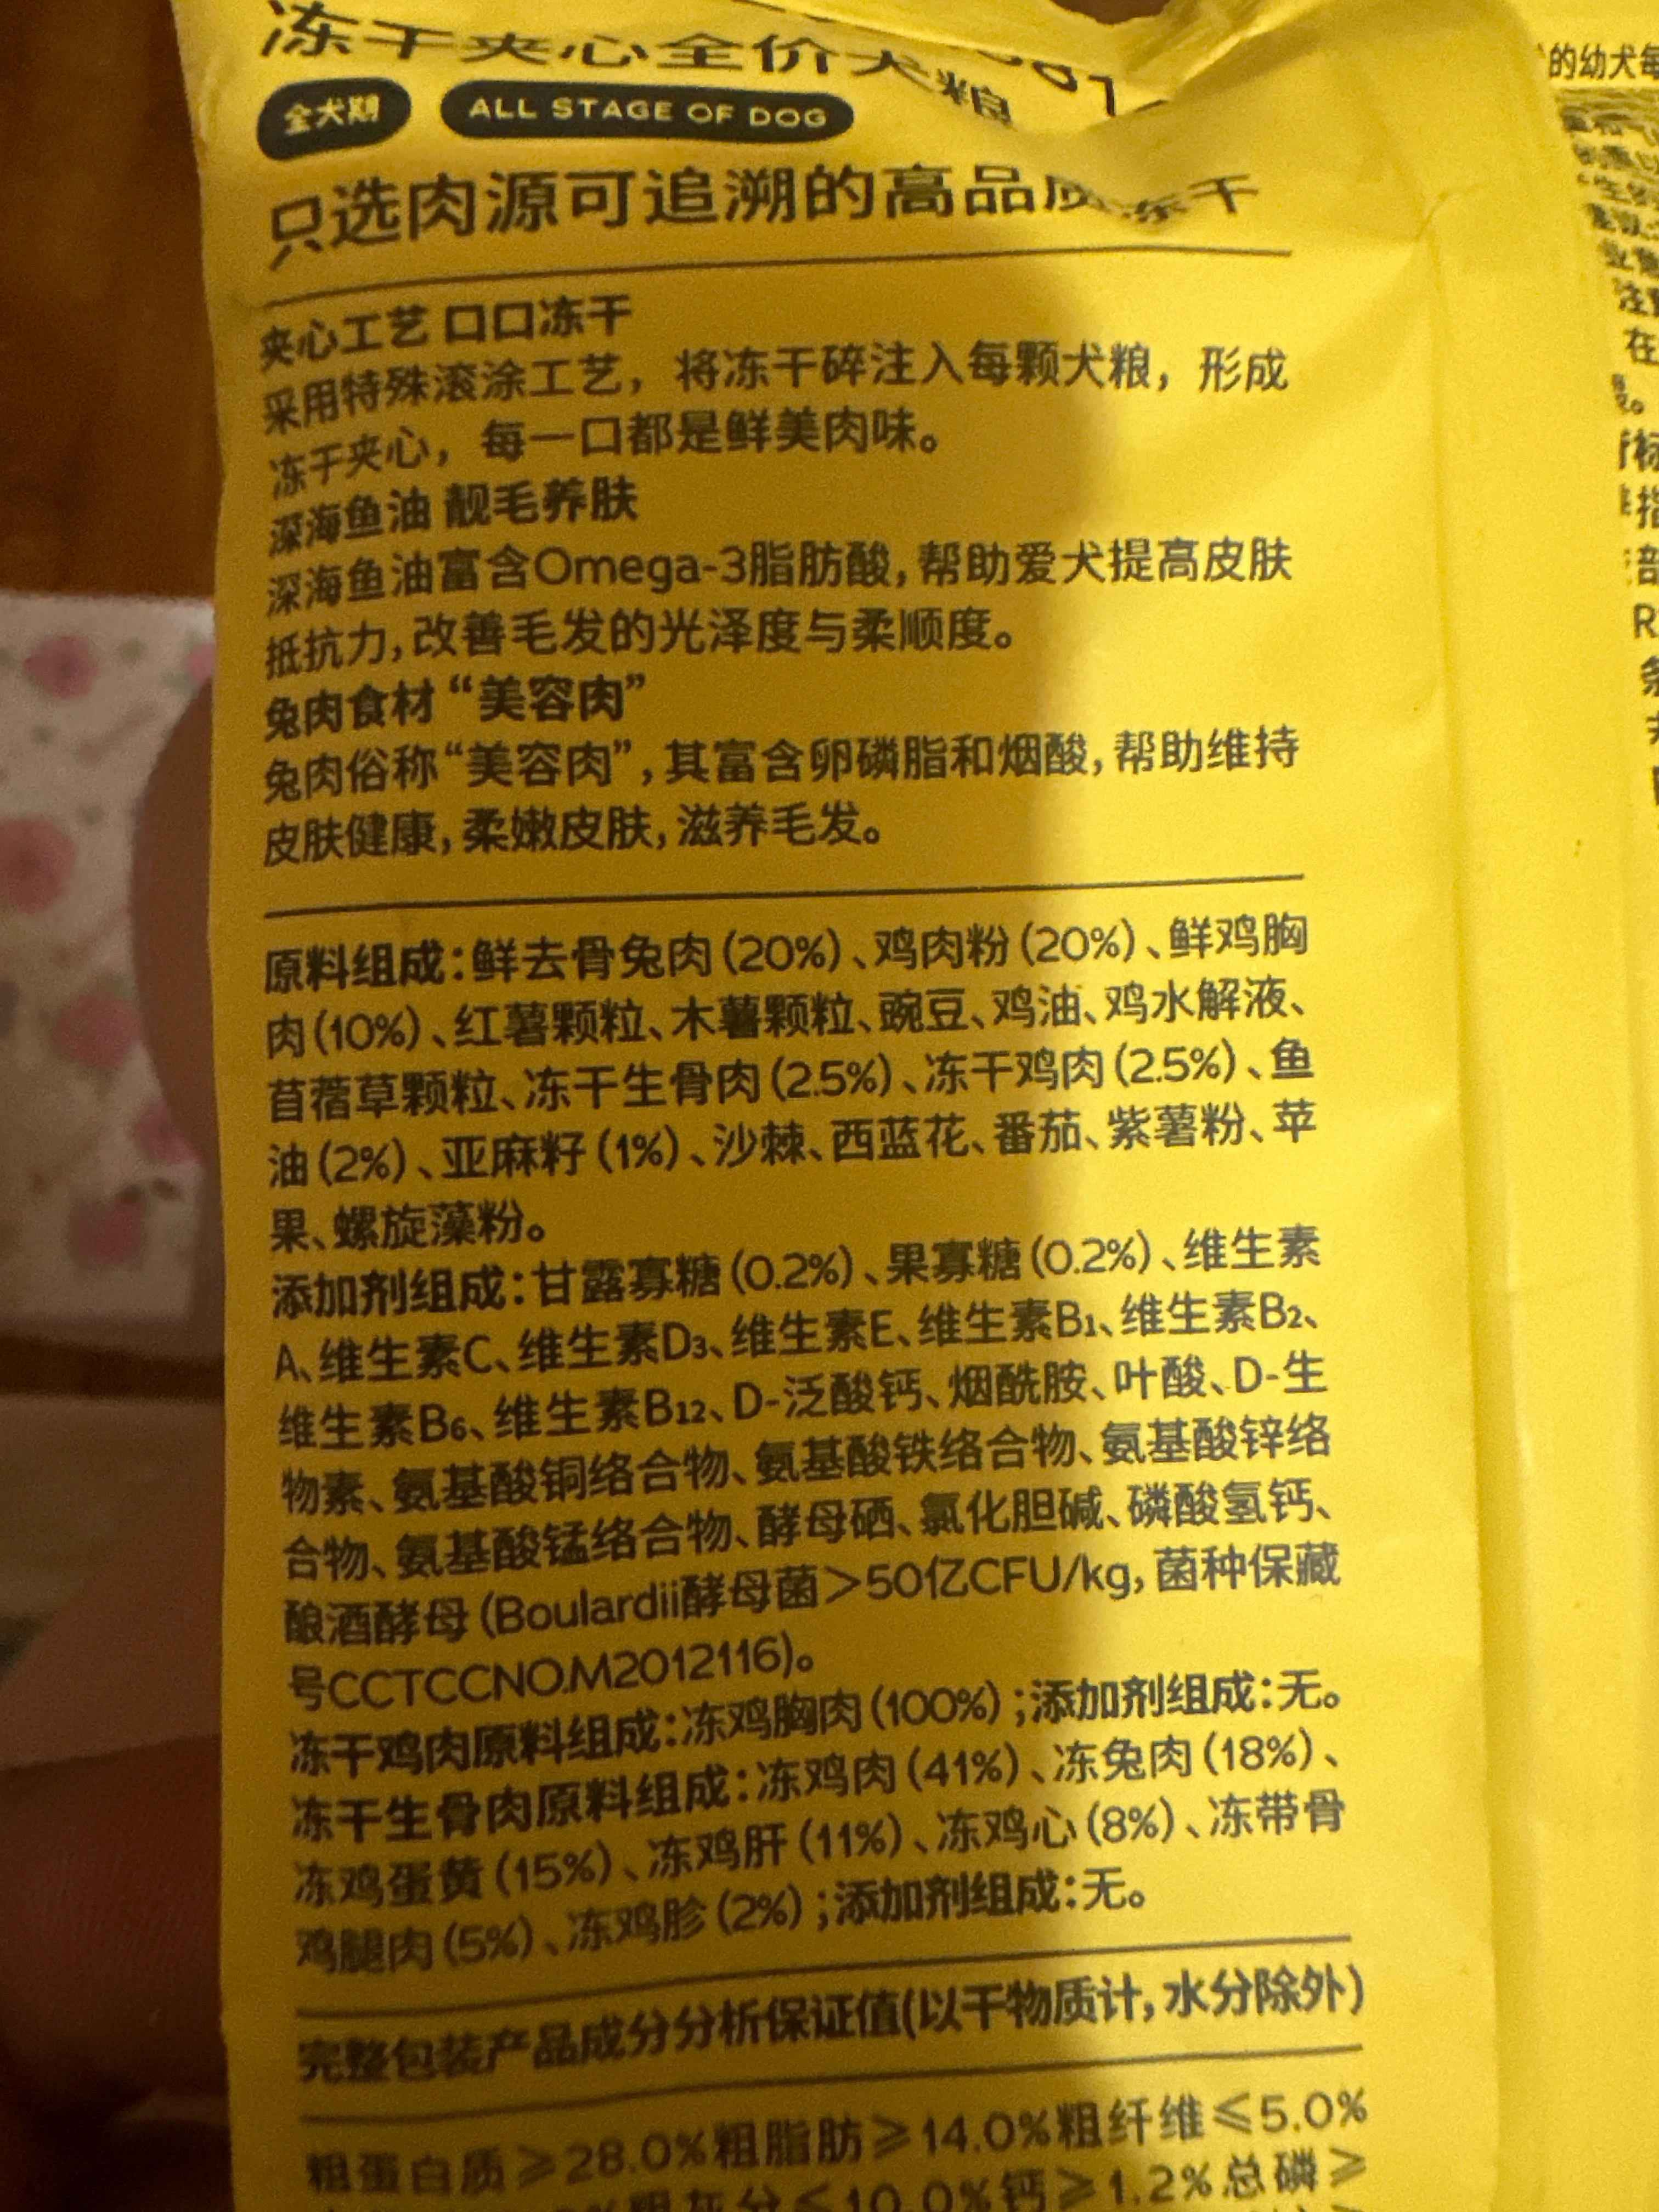 冻干夹心全价犬粮
全犬期 ALL STAGE OF DOG
只选肉源可追溯的高品质冻干
夹心工艺 口口冻干
采用特殊滚涂工艺，将冻干碎注入每颗犬粮，形成
冻干夹心，每一口都是鲜美肉味。
深海鱼油 靓毛养肤
深海鱼油富含Omega-3脂肪酸，帮助爱犬提高皮肤
抵抗力，改善毛发的光泽度与柔顺度。
兔肉食材“美容肉”
兔肉俗称“美容肉”，其富含卵磷脂和烟酸，帮助维持
皮肤健康，柔嫩皮肤，滋养毛发。
原料组成：鲜去骨兔肉（20%）、鸡肉粉（20%）、鲜鸡胸
肉（10%）、红薯颗粒、木薯颗粒、豌豆、鸡油、鸡水解液、
苜蓿草颗粒、冻干生骨肉（2.5%）、冻干鸡肉（2.5%）、鱼
油（2%）、亚麻籽（1%）、沙棘、西蓝花、番茄、紫薯粉、苹
果、螺旋藻粉。
添加剂组成：甘露寡糖（0.2%）、果寡糖（0.2%）、维生素
A、维生素C、维生素D₃、维生素E、维生素B₁、维生素B₂、
维生素B₆、维生素B₁₂、D-泛酸钙、烟酰胺、叶酸、D-生
物素、氨基酸铜络合物、氨基酸铁络合物、氨基酸锌络
合物、氨基酸锰络合物、酵母硒、氯化胆碱、磷酸氢钙、
酿酒酵母（Boulardii酵母菌＞50亿CFU/kg，菌种保藏
号CCTCCNO.M2012116）。
冻干鸡肉原料组成：冻鸡胸肉（100%）；添加剂组成：无。
冻干生骨肉原料组成：冻鸡肉（41%）、冻兔肉（18%）、
冻鸡蛋黄（15%）、冻鸡肝（11%）、冻鸡心（8%）、冻带骨
鸡腿肉（5%）、冻鸡胗（2%）；添加剂组成：无。
完整包装产品成分分析保证值(以干物质计，水分除外)
粗蛋白质≥28.0%粗脂肪≥14.0%粗纤维≤5.0%
粗灰分≤10.0%钙≥1.2%总磷≥
的幼犬每